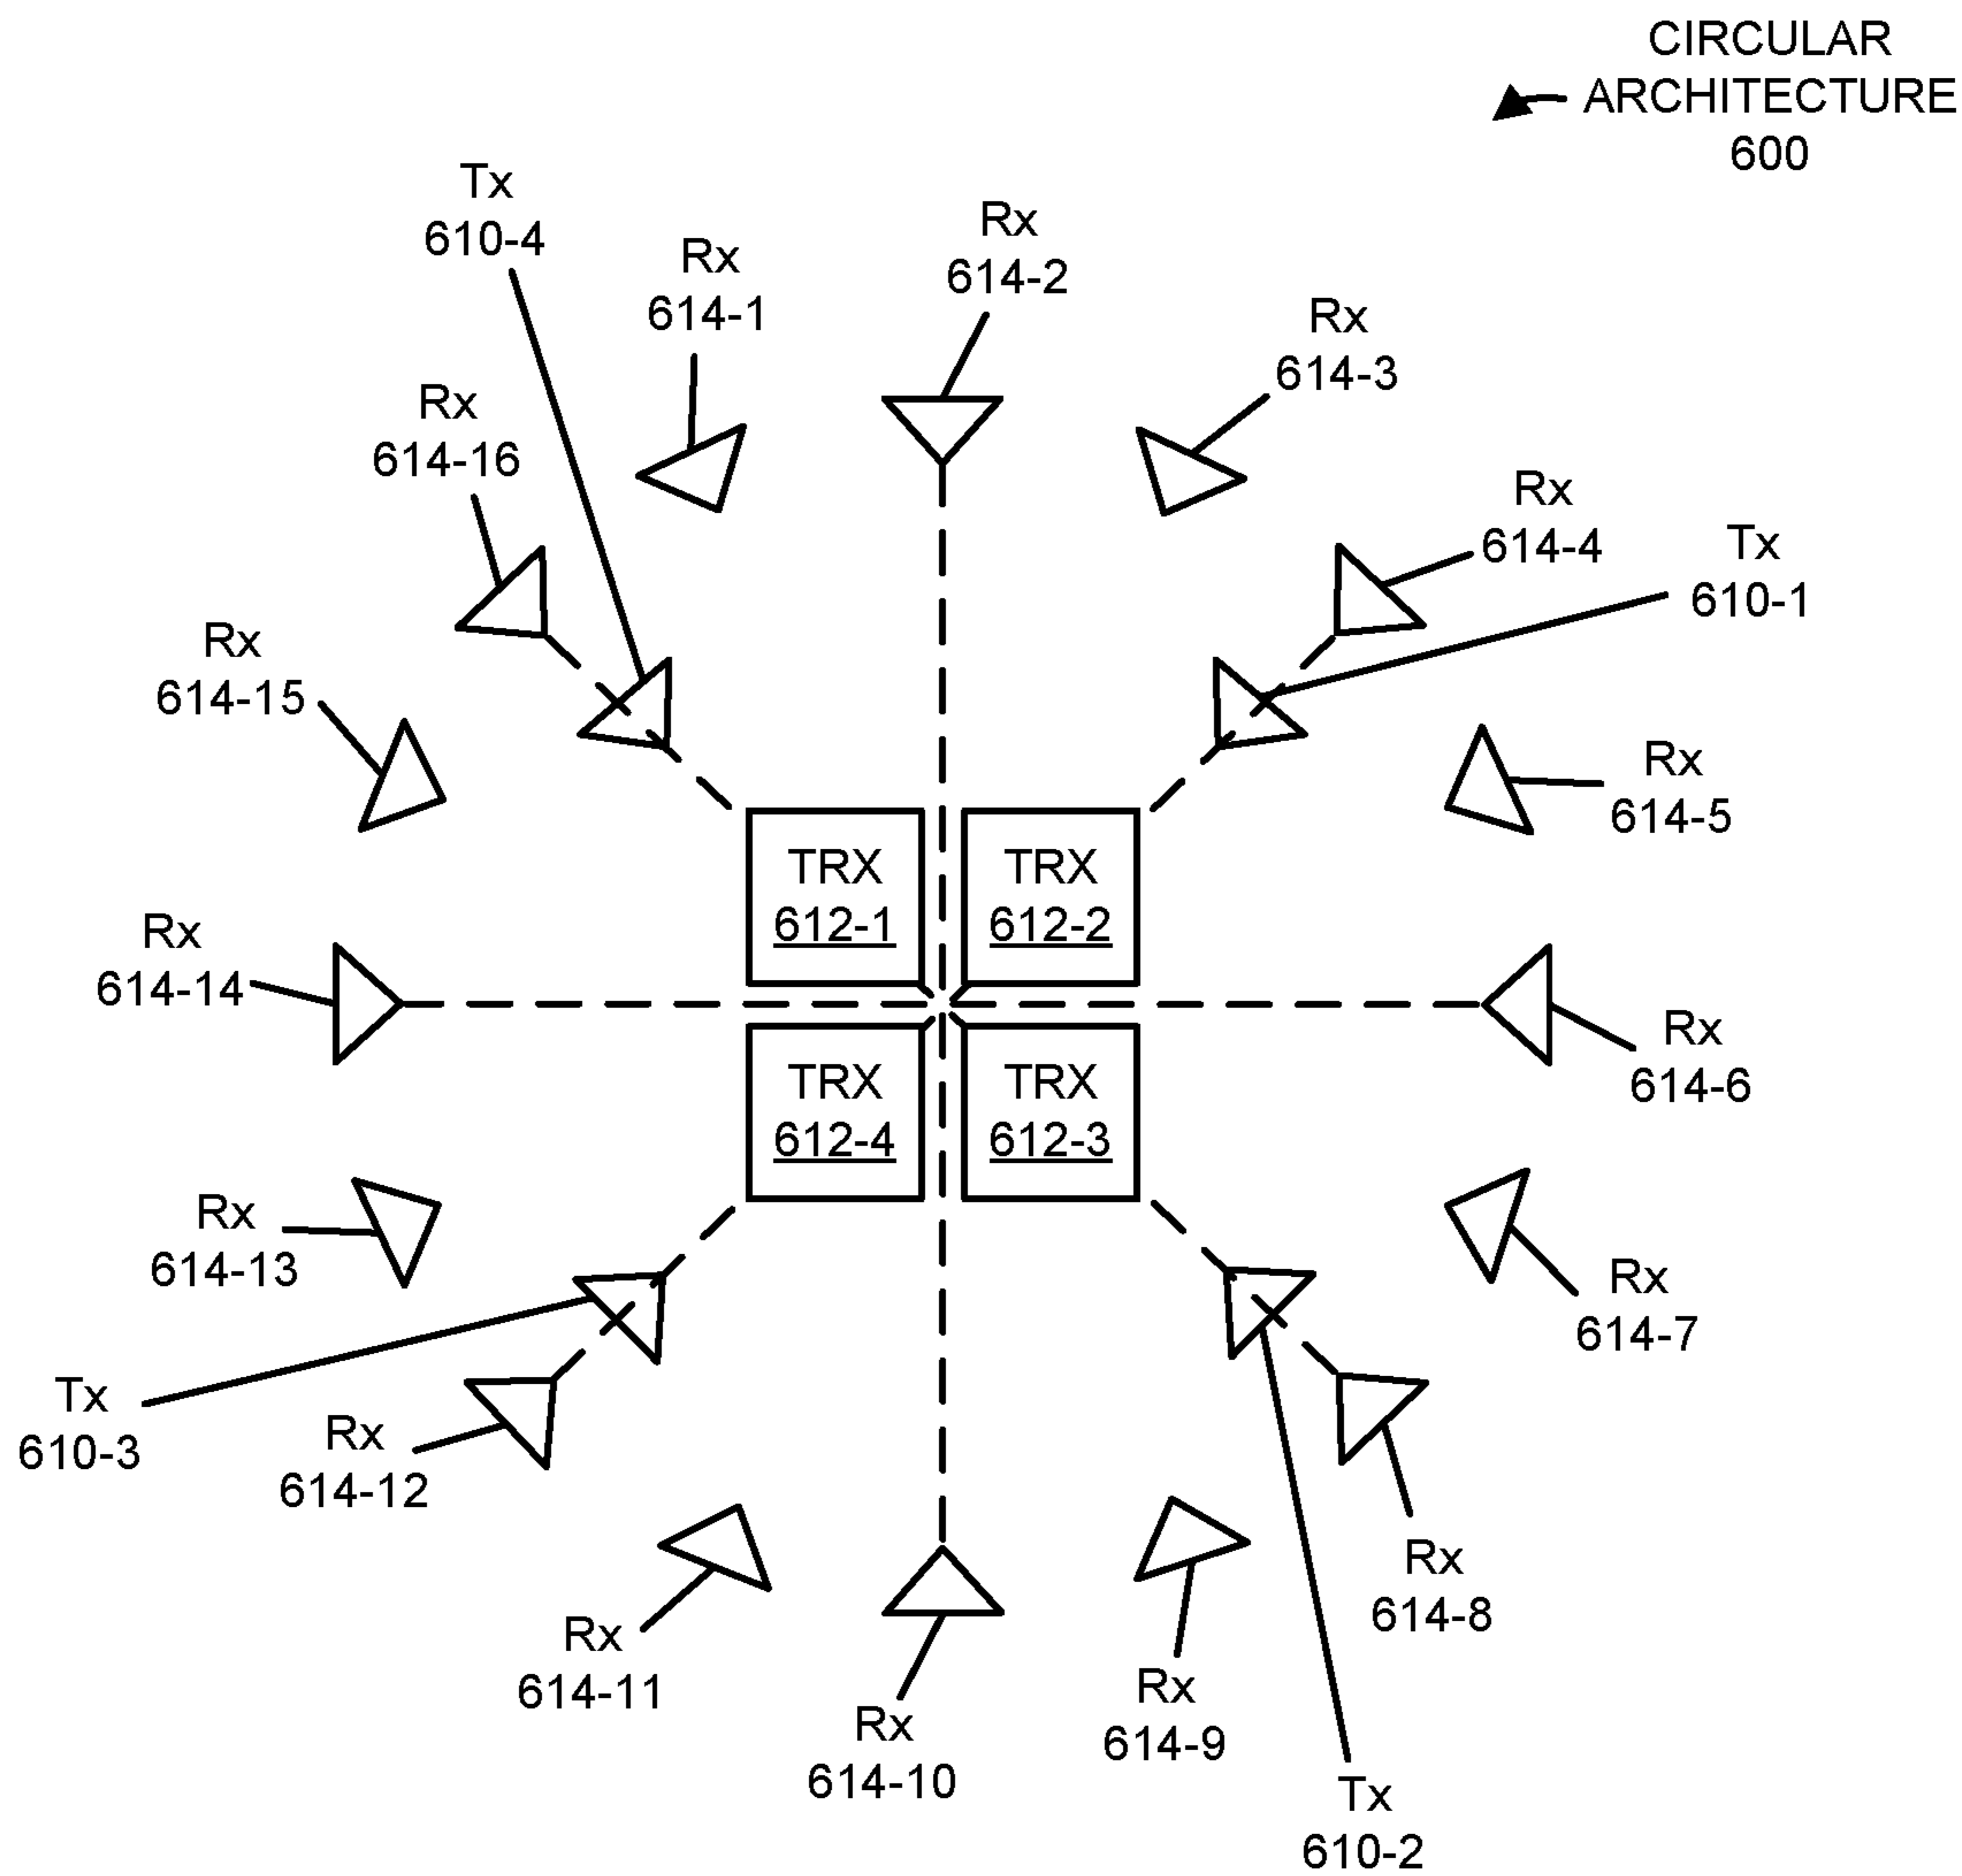 CIRCULAR
ARCHITECTURE
600
Tx
610-4
Rx
614-1
Rx
614-2
Rx
614-3
Rx
614-16
Rx
614-4
Tx
610-1
Rx
614-15
Rx
614-5
TRX
612-1
TRX
612-2
Rx
614-14
Rx
614-6
TRX
612-4
TRX
612-3
Rx
614-13
Rx
614-7
Tx
610-3
Rx
614-12
Rx
614-8
Rx
614-11
Rx
614-9
Rx
614-10
Tx
610-2